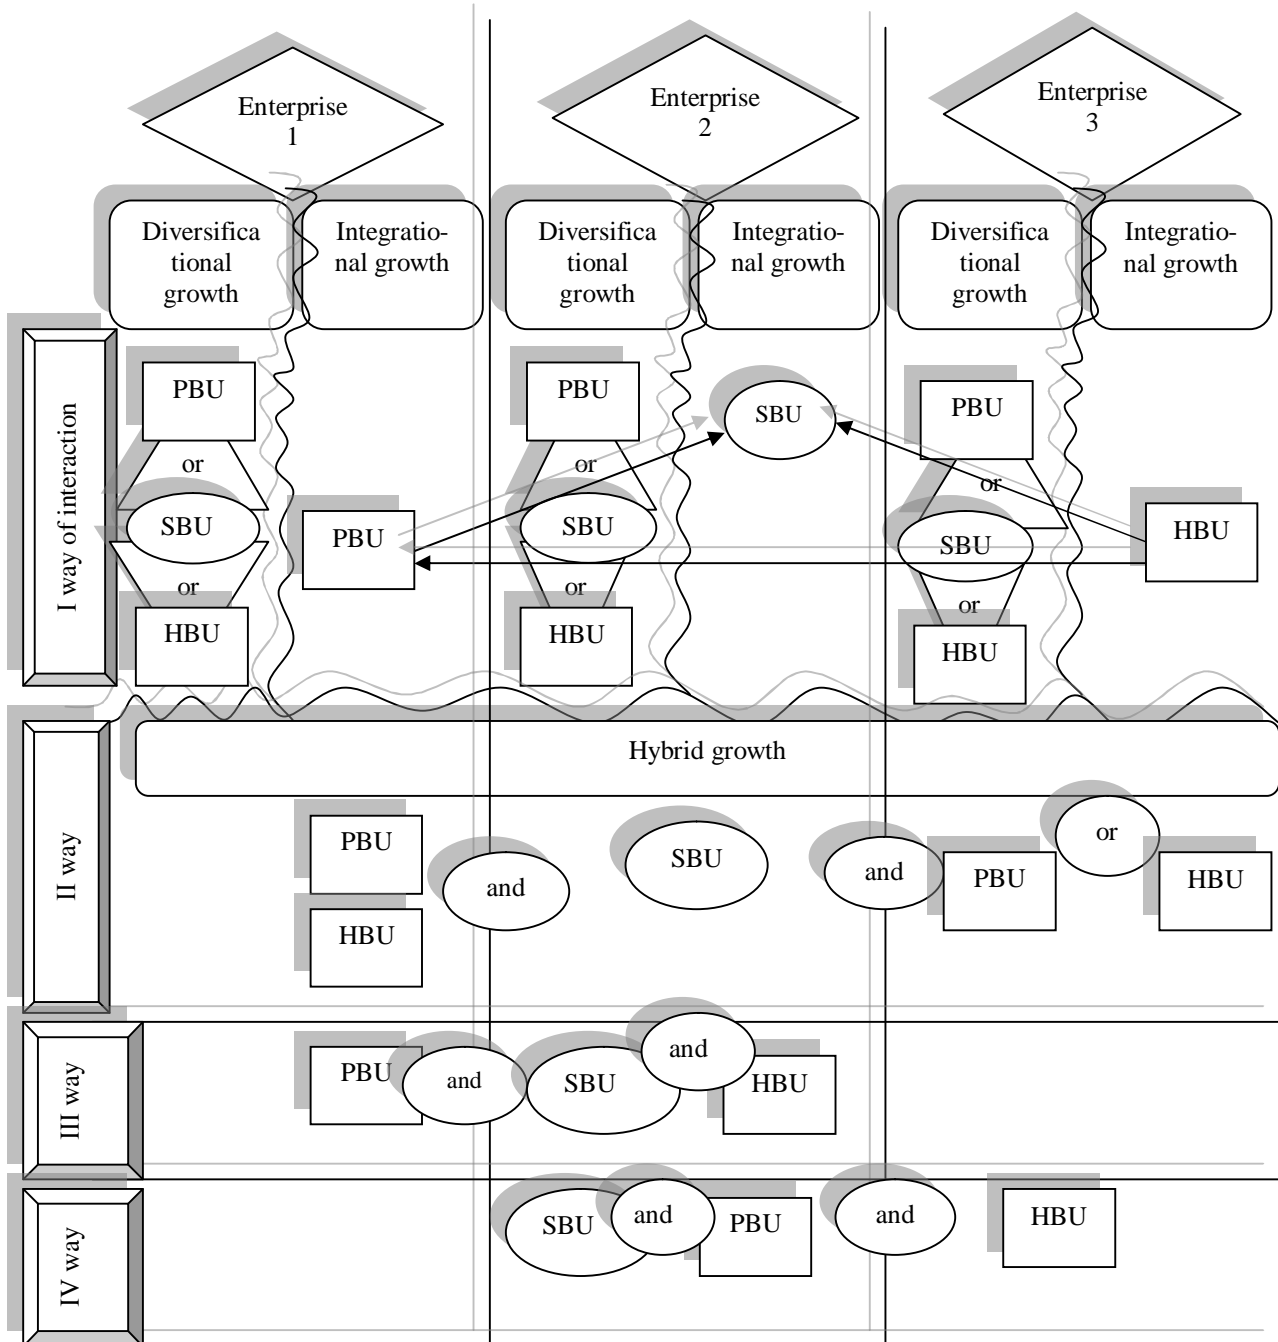 Enterprise
1
Enterprise
2
Enterprise
3
Diversifica
tional
growth
Integratio-
nal growth
Diversifica
tional
growth
Integratio-
nal growth
Diversifica
tional
growth
Integratio-
nal growth
I way of interaction
PBU
or
SBU
or
HBU
PBU
PBU
or
SBU
or
HBU
SBU
PBU
or
SBU
or
HBU
HBU
Hybrid growth
II way
PBU
HBU
and
SBU
and
PBU
or
HBU
III way
PBU
and
SBU
and
HBU
IV way
SBU
and
PBU
and
HBU